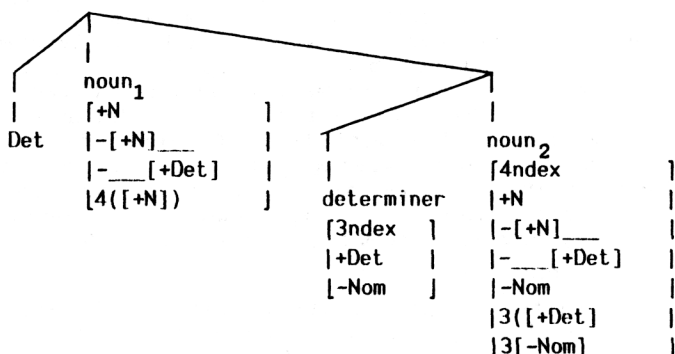 noun1
[+N ]
Det |-[+N]___ |
|-___[+Det] |
⌊4([+N]) ⌋
determiner
[3ndex ]
|+Det |
⌊-Nom ⌋
noun2
[4ndex ]
|+N |
|-[+N]___ ⌊
|-___[+Det] |
|-Nom |
|3([+Det] |
|3[-Nom] |